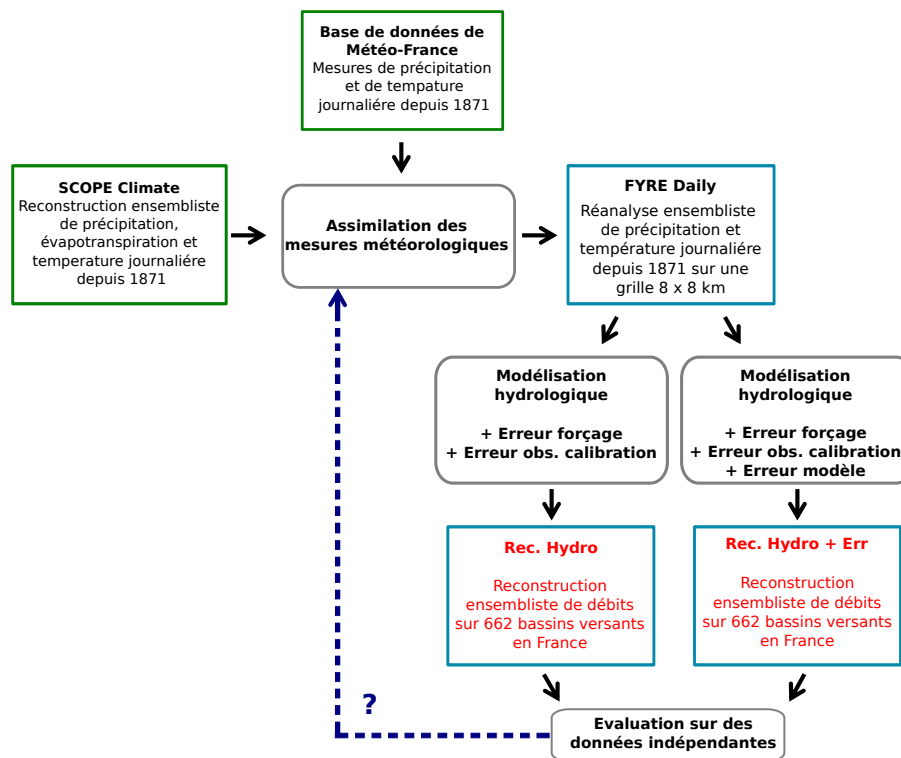 Base de données de
Météo-France
Mesures de précipitation
et de tempature
journaliére depuis 1871
SCOPE Climate
Reconstruction ensembliste
de précipitation,
évapotranspiration et
temperature journaliére
depuis 1871
Assimilation des
mesures météorologiques
FYRE Daily
Réanalyse ensembliste
de précipitation et
température journaliére
depuis 1871 sur une
grille 8 x 8 km
Modélisation
hydrologique
+ Erreur forçage
+ Erreur obs. calibration
Modélisation
hydrologique
+ Erreur forçage
+ Erreur obs. calibration
+ Erreur modèle
Rec. Hydro
Reconstruction
ensembliste de débits
sur 662 bassins versants
en France
Rec. Hydro + Err
Reconstruction
ensembliste de débits
sur 662 bassins versants
en France
?
Evaluation sur des
données indépendantes